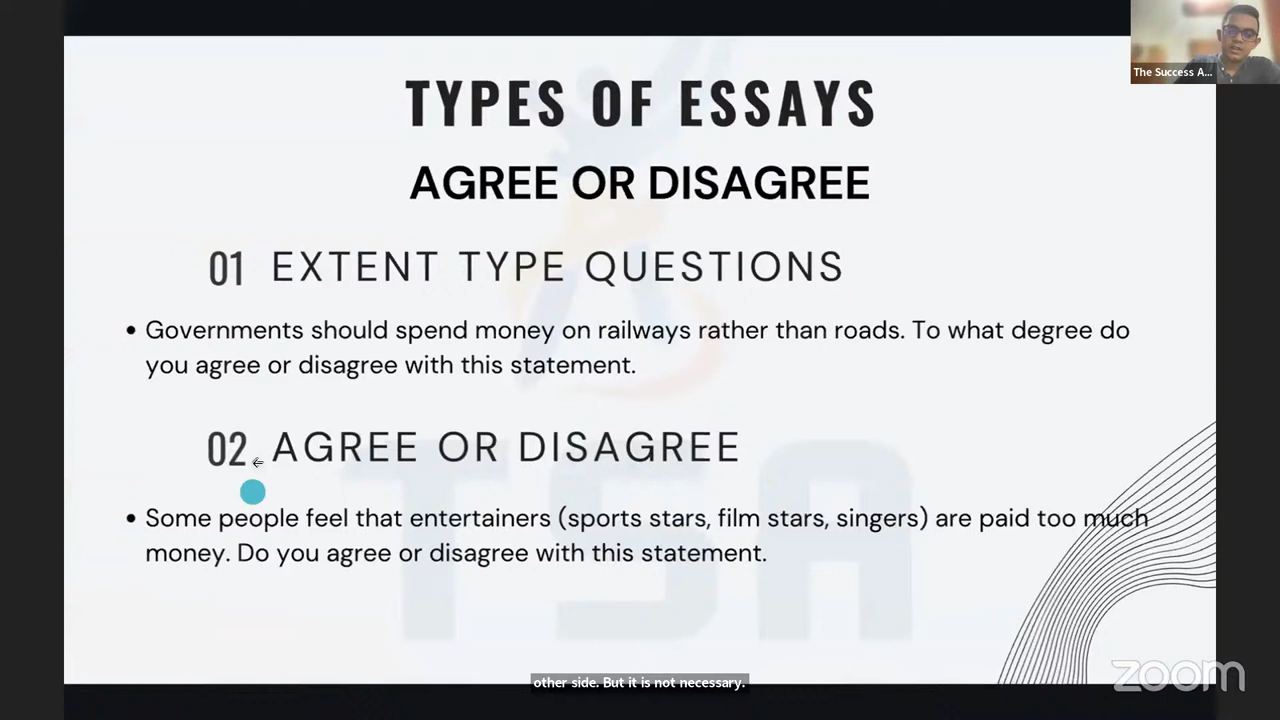 The Success A...
TYPES OF ESSAYS
AGREE OR DISAGREE
01 EXTENT TYPE QUESTIONS
• Governments should spend money on railways rather than roads. To what degree do
you agree or disagree with this statement.
02 AGREE OR DISAGREE
• Some people feel that entertainers (sports stars, film stars, singers) are paid too much
money. Do you agree or disagree with this statement.
TSA
other side. But it is not necessary.
zoom